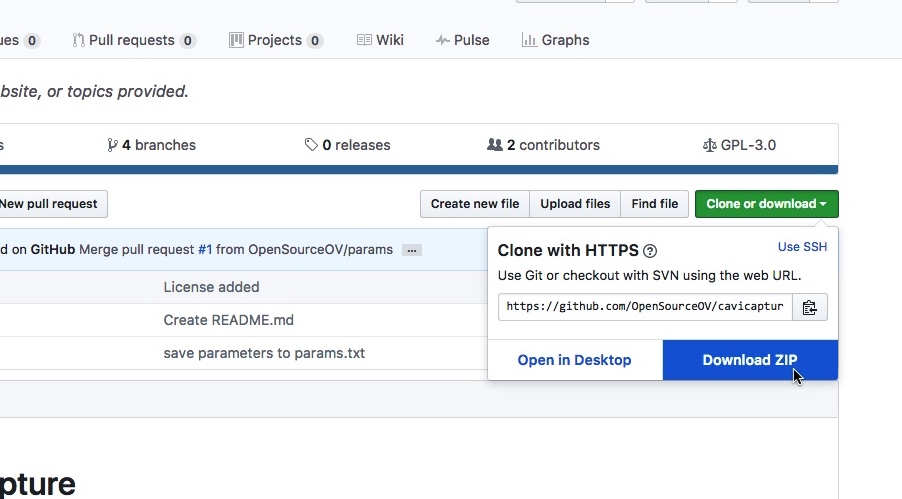 ues 0 Pull requests 0 Projects 0 Wiki Pulse Graphs
bsite, or topics provided.
s 4 branches 0 releases 2 contributors GPL-3.0
New pull request Create new file Upload files Find file Clone or download
d on GitHub Merge pull request #1 from OpenSourceOV/params ...
License added
Create README.md
save parameters to params.txt
Clone with HTTPS ? Use SSH
Use Git or checkout with SVN using the web URL.
https://github.com/OpenSourceOV/cavicaptur
Open in Desktop Download ZIP
pture